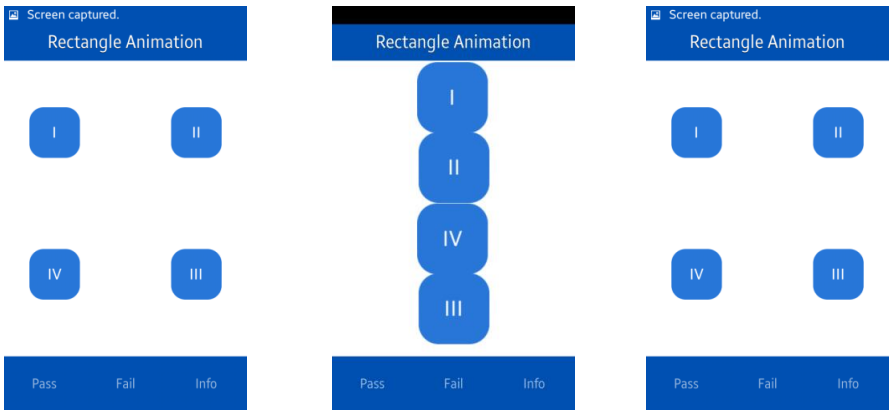 Screen captured.
Rectangle Animation
I II
IV III
Pass Fail Info
Rectangle Animation
I
II
IV
III
Pass Fail Info
Screen captured.
Rectangle Animation
I II
IV III
Pass Fail Info